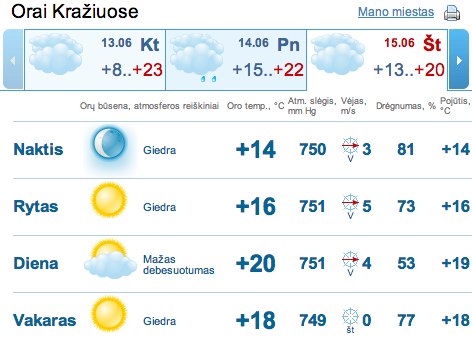 Orai Kražiuose
Mano miestas
13.06 Kt
+8..+23
14.06 Pn
+15..+22
15.06 Št
+13..+20
Orų būsena, atmosferos reiškiniai
Oro temp., °C
Atm. slėgis, mm Hg
Vėjas, m/s
Drėgnumas, %
Pojūtis, °C
Naktis Giedra +14 750 V 3 81 +14
Rytas Giedra +16 751 V 5 73 +16
Diena Mažas debesuotumas +20 751 V 4 53 +19
Vakaras Giedra +18 749 št 0 77 +18